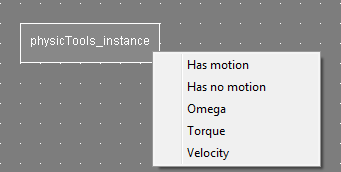 physicTools_instance
Has motion
Has no motion
Omega
Torque
Velocity